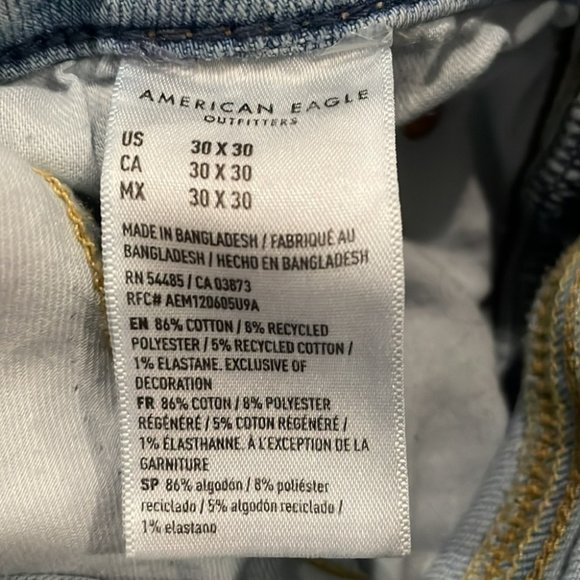 AMERICAN EAGLE
OUTFITTERS
US 30 X 30
CA 30 X 30
MX 30 X 30
MADE IN BANGLADESH / FABRIQUÉ AU
BANGLADESH / HECHO EN BANGLADESH
RN 54485 / CA 03873
RFC# AEM120605U9A
EN 86% COTTON / 8% RECYCLED
POLYESTER / 5% RECYCLED COTTON /
1% ELASTANE. EXCLUSIVE OF
DECORATION
FR 86% COTON / 8% POLYESTER
RÉGÉNÉRÉ / 5% COTON RÉGÉNÉRÉ /
1% ÉLASTHANNE. À L'EXCEPTION DE LA
GARNITURE
SP 86% algodón / 8% poliéster
reciclado / 5% algodón reciclado /
1% elastano